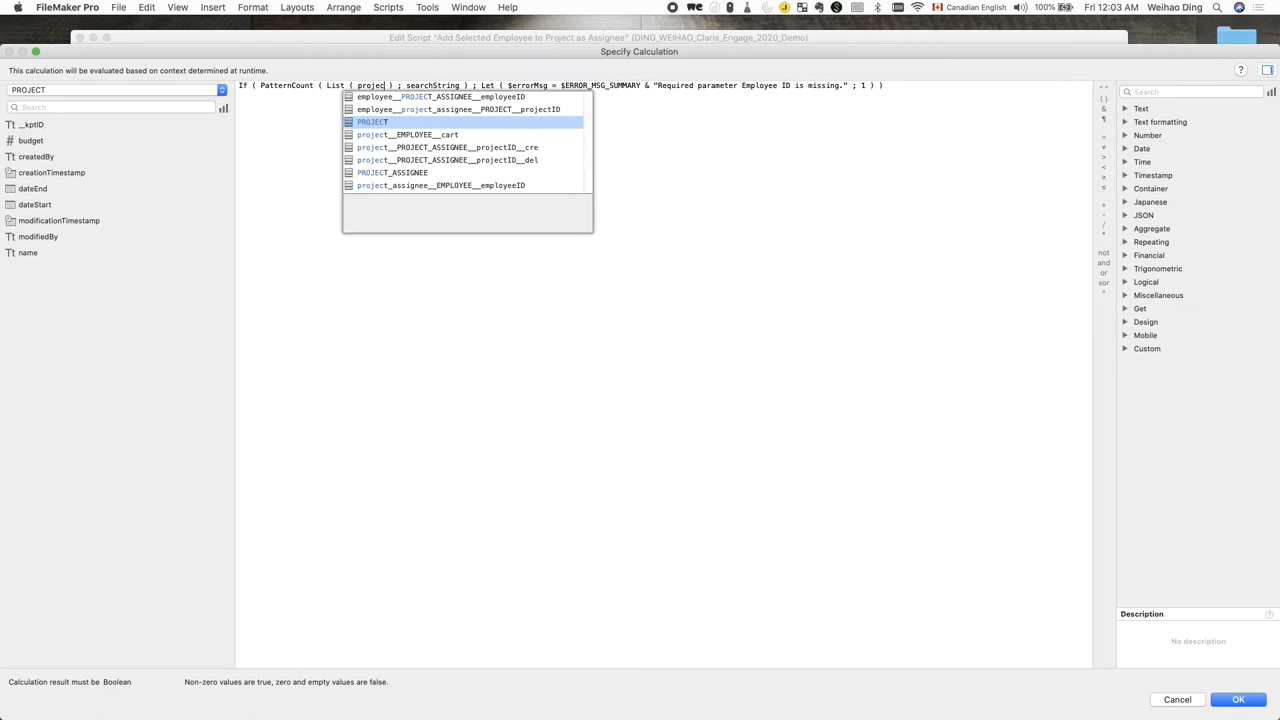 FileMaker Pro File Edit View Insert Format Layouts Arrange Scripts Tools Window Help Canadian English 100% Fri 12:03 AM Weihao Ding
Edit Script "Add Selected Employee to Project as Assignee" (DING_WEIHAO_Claris_Engage_2020_Demo)
Specify Calculation
This calculation will be evaluated based on context determined at runtime.
PROJECT
Search
__kptID
budget
createdBy
creationTimestamp
dateEnd
dateStart
modificationTimestamp
modifiedBy
name
If ( PatternCount ( List ( projec ) ; searchString ) ; Let ( $errorMsg = $ERROR_MSG_SUMMARY & "Required parameter Employee ID is missing." ; 1 ) )
employee__PROJECT_ASSIGNEE__employeeID
employee__project_assignee__PROJECT__projectID
PROJECT
project__EMPLOYEE__cart
project__PROJECT_ASSIGNEE__projectID__cre
project__PROJECT_ASSIGNEE__projectID__del
PROJECT_ASSIGNEE
project_assignee__EMPLOYEE__employeeID
" "
( )
&
¶
=
≠
>
<
≥
≤
+
-
/
*
not
and
or
xor
^
Search
Text
Text formatting
Number
Date
Time
Timestamp
Container
Japanese
JSON
Aggregate
Repeating
Financial
Trigonometric
Logical
Miscellaneous
Get
Design
Mobile
Custom
Description
No description
Calculation result must be Boolean
Non-zero values are true, zero and empty values are false.
Cancel
OK